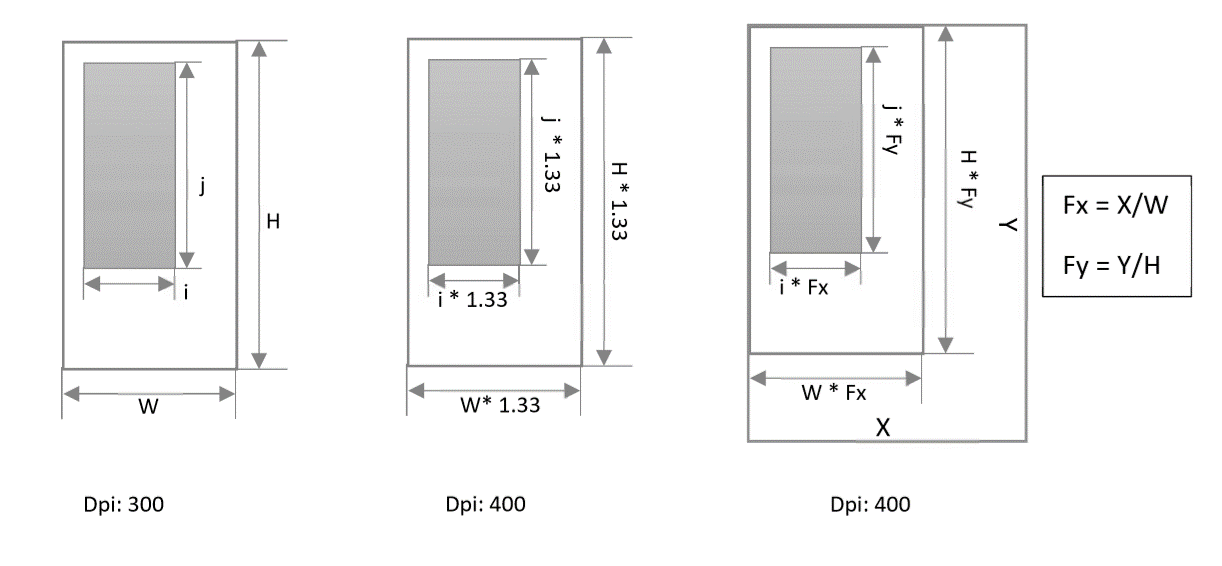 j
H
i
W
Dpi: 300
j * 1.33
H * 1.33
i * 1.33
W* 1.33
Dpi: 400
j * Fy
H * Fy
Y
i * Fx
W * Fx
X
Dpi: 400
Fx = X/W
Fy = Y/H